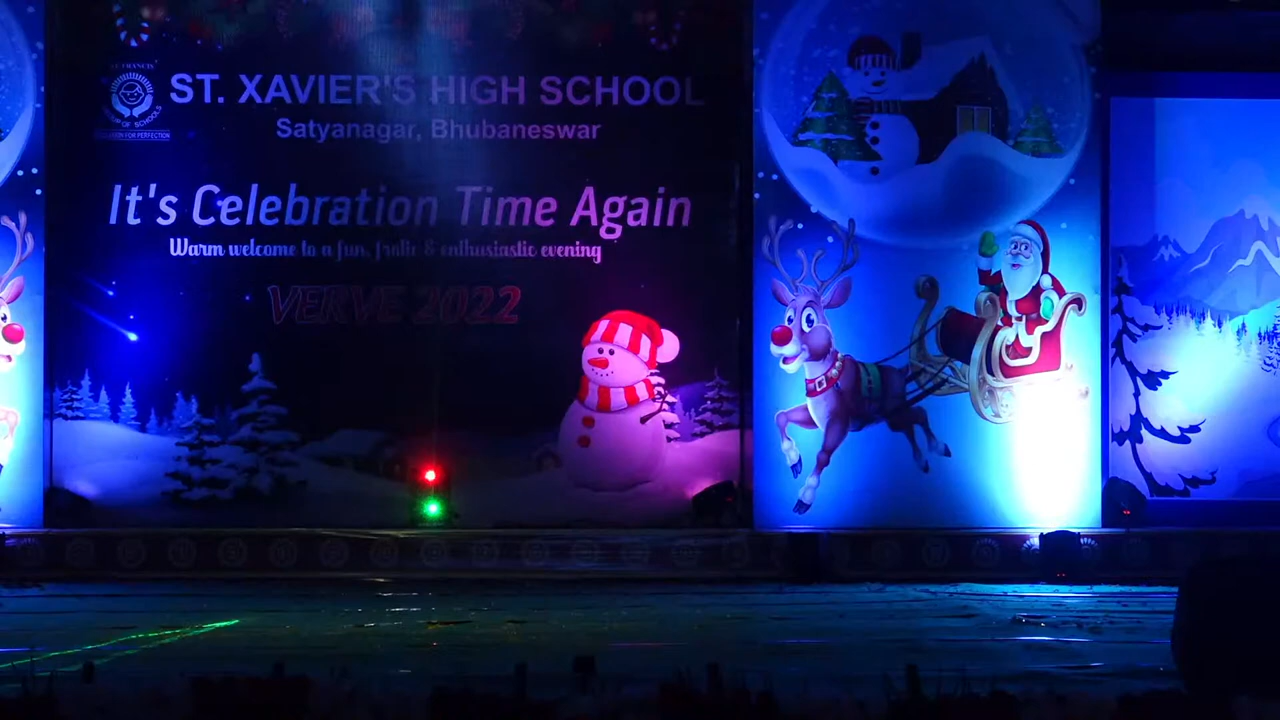 ST. XAVIER'S HIGH SCHOOL
Satyanagar, Bhubaneswar
It's Celebration Time Again
Warm welcome to a fun, frolic & enthusiastic evening
VERVE 2022